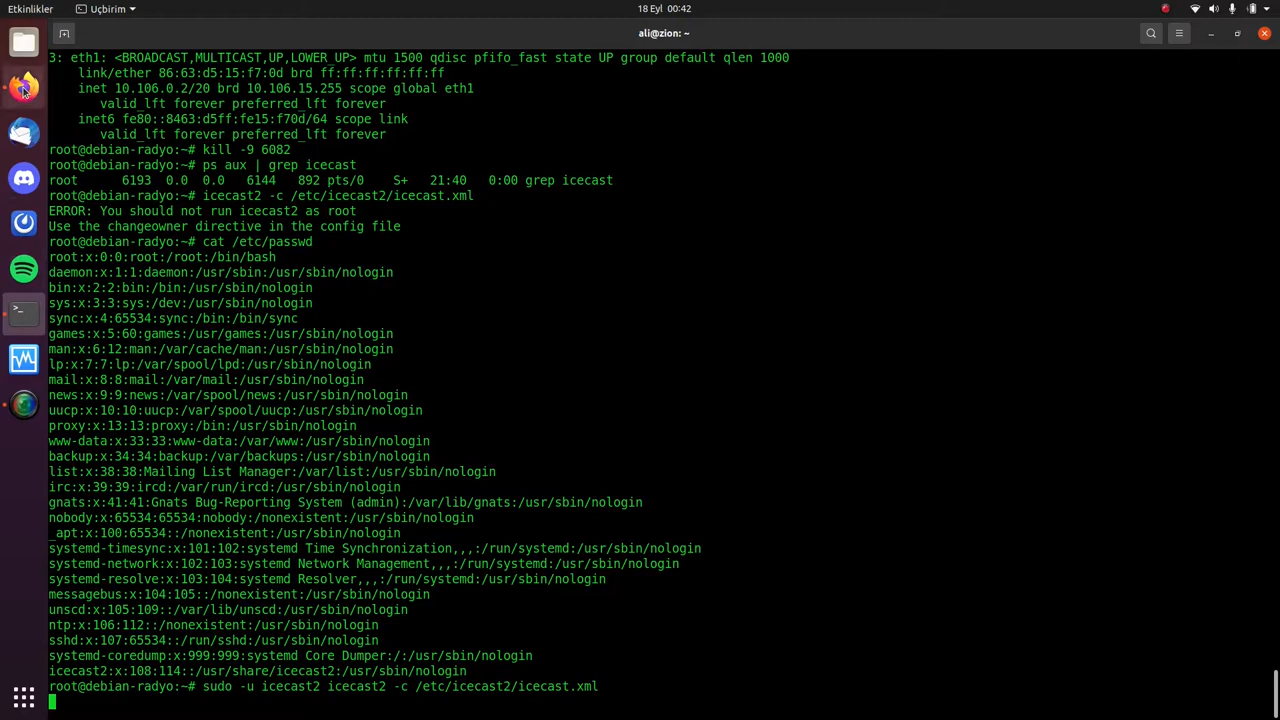 Etkinlikler
Uçbirim
18 Eyl 00:42
ali@zion: ~
3: eth1: <BROADCAST,MULTICAST,UP,LOWER_UP> mtu 1500 qdisc pfifo_fast state UP group default qlen 1000
link/ether 86:63:d5:15:f7:0d brd ff:ff:ff:ff:ff:ff
inet 10.106.0.2/20 brd 10.106.15.255 scope global eth1
valid_lft forever preferred_lft forever
inet6 fe80::8463:d5ff:fe15:f70d/64 scope link
valid_lft forever preferred_lft forever
root@debian-radyo:~# kill -9 6082
root@debian-radyo:~# ps aux | grep icecast
root 6193 0.0 0.0 6144 892 pts/0 S+ 21:40 0:00 grep icecast
root@debian-radyo:~# icecast2 -c /etc/icecast2/icecast.xml
ERROR: You should not run icecast2 as root
Use the changeowner directive in the config file
root@debian-radyo:~# cat /etc/passwd
root:x:0:0:root:/root:/bin/bash
daemon:x:1:1:daemon:/usr/sbin:/usr/sbin/nologin
bin:x:2:2:bin:/bin:/usr/sbin/nologin
sys:x:3:3:sys:/dev:/usr/sbin/nologin
sync:x:4:65534:sync:/bin:/bin/sync
games:x:5:60:games:/usr/games:/usr/sbin/nologin
man:x:6:12:man:/var/cache/man:/usr/sbin/nologin
lp:x:7:7:lp:/var/spool/lpd:/usr/sbin/nologin
mail:x:8:8:mail:/var/mail:/usr/sbin/nologin
news:x:9:9:news:/var/spool/news:/usr/sbin/nologin
uucp:x:10:10:uucp:/var/spool/uucp:/usr/sbin/nologin
proxy:x:13:13:proxy:/bin:/usr/sbin/nologin
www-data:x:33:33:www-data:/var/www:/usr/sbin/nologin
backup:x:34:34:backup:/var/backups:/usr/sbin/nologin
list:x:38:38:Mailing List Manager:/var/list:/usr/sbin/nologin
irc:x:39:39:ircd:/var/run/ircd:/usr/sbin/nologin
gnats:x:41:41:Gnats Bug-Reporting System (admin):/var/lib/gnats:/usr/sbin/nologin
nobody:x:65534:65534:nobody:/nonexistent:/usr/sbin/nologin
_apt:x:100:65534::/nonexistent:/usr/sbin/nologin
systemd-timesync:x:101:102:systemd Time Synchronization,,,:/run/systemd:/usr/sbin/nologin
systemd-network:x:102:103:systemd Network Management,,,:/run/systemd:/usr/sbin/nologin
systemd-resolve:x:103:104:systemd Resolver,,,:/run/systemd:/usr/sbin/nologin
messagebus:x:104:105::/nonexistent:/usr/sbin/nologin
unscd:x:105:109::/var/lib/unscd:/usr/sbin/nologin
ntp:x:106:112::/nonexistent:/usr/sbin/nologin
sshd:x:107:65534::/run/sshd:/usr/sbin/nologin
systemd-coredump:x:999:999:systemd Core Dumper:/:/usr/sbin/nologin
icecast2:x:108:114::/usr/share/icecast2:/usr/sbin/nologin
root@debian-radyo:~# sudo -u icecast2 icecast2 -c /etc/icecast2/icecast.xml